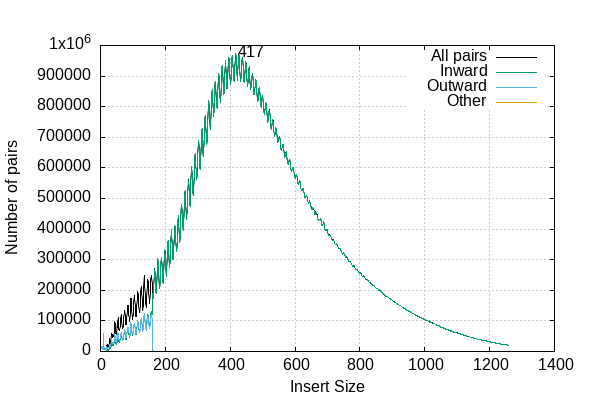 1x10⁶
900000
800000
700000
600000
500000
400000
300000
200000
100000
0
Number of pairs
417
All pairs
Inward
Outward
Other
0 200 400 600 800 1000 1200 1400
Insert Size